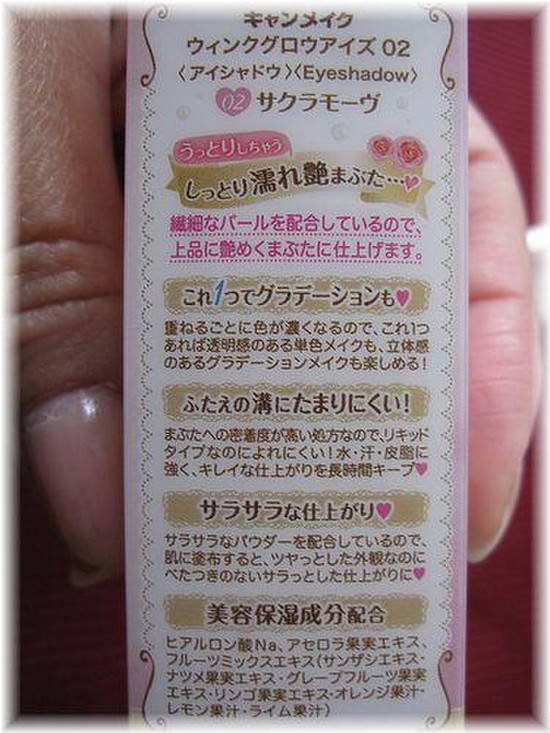 キャンメイク
ウィンクグロウアイズ 02
〈アイシャドウ〉〈Eyeshadow〉
02 サクラモーヴ
うっとりしちゃう
しっとり濡れ艶まぶた…♥
繊細なパールを配合しているので、
上品に艶めくまぶたに仕上げます。
これ1つでグラデーションも♥
重ねるごとに色が濃くなるので、これ1つ
あれば透明感のある単色メイクも、立体感
のあるグラデーションメイクも楽しめる!
ふたえの溝にたまりにくい!
まぶたへの密着度が高い処方なので、リキッド
タイプなのによれにくい!水・汗・皮脂に
強く、キレイな仕上がりを長時間キープ♥
サラサラな仕上がり♥
サラサラなパウダーを配合しているので、
肌に塗布すると、ツヤっとした外観なのに
べたつきのないサラっとした仕上がりに♥
美容保湿成分配合
ヒアルロン酸Na、アセロラ果実エキス、
フルーツミックスエキス(サンザシエキス・
ナツメ果実エキス・グレープフルーツ果実
エキス・リンゴ果実エキス・オレンジ果汁・
レモン果汁・ライム果汁)